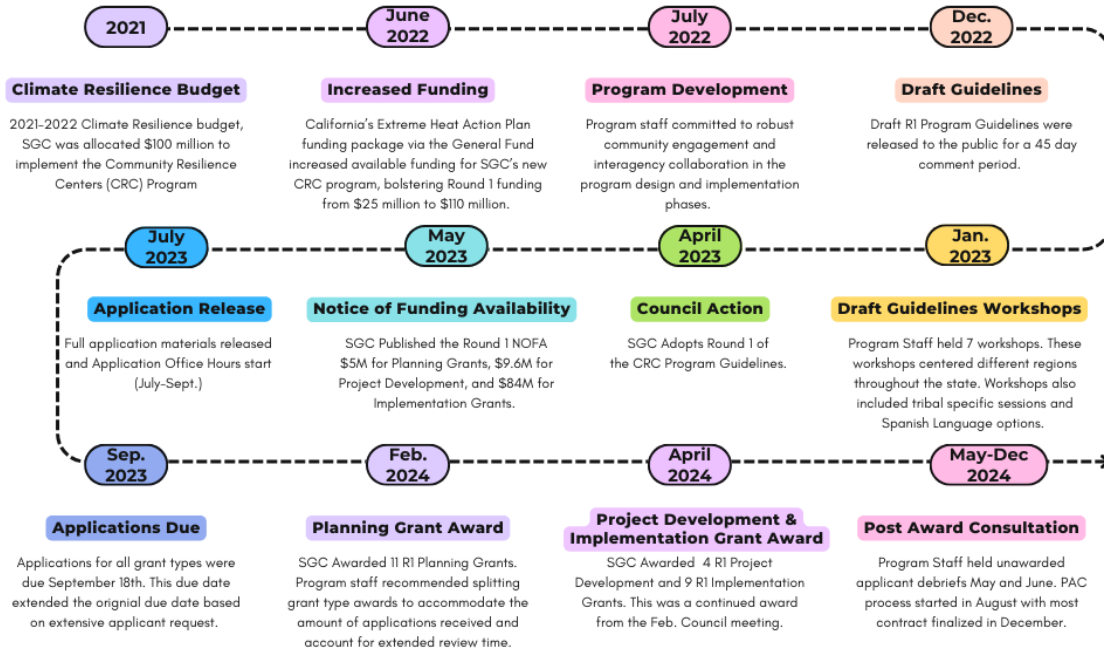 2021
Climate Resilience Budget
2021-2022 Climate Resilience budget,
SGC was allocated $100 million to
implement the Community Resilience
Centers (CRC) Program
June
2022
Increased Funding
California's Extreme Heat Action Plan
funding package via the General Fund
increased available funding for SGC's new
CRC program, bolstering Round 1 funding
from $25 million to $110 million.
July
2022
Program Development
Program staff committed to robust
community engagement and
interagency collaboration in the
program design and implementation
phases.
Dec.
2022
Draft Guidelines
Draft R1 Program Guidelines were
released to the public for a 45 day
comment period.
Jan.
2023
Draft Guidelines Workshops
Program Staff held 7 workshops. These
workshops centered different regions
throughout the state. Workshops also
included tribal specific sessions and
Spanish Language options.
April
2023
Council Action
SGC Adopts Round 1 of
the CRC Program Guidelines.
May
2023
Notice of Funding Availability
SGC Published the Round 1 NOFA
$5M for Planning Grants, $9.6M for
Project Development, and $84M for
Implementation Grants.
July
2023
Application Release
Full application materials released
and Application Office Hours start
(July-Sept.)
Sep.
2023
Applications Due
Applications for all grant types were
due September 18th. This due date
extended the orignial due date based
on extensive applicant request.
Feb.
2024
Planning Grant Award
SGC Awarded 11 R1 Planning Grants.
Program staff recommended splitting
grant type awards to accommodate the
amount of applications received and
account for extended review time.
April
2024
Project Development &
Implementation Grant Award
SGC Awarded 4 R1 Project
Development and 9 R1 Implementation
Grants. This was a continued award
from the Feb. Council meeting.
May-Dec
2024
Post Award Consultation
Program Staff held unawarded
applicant debriefs May and June. PAC
process started in August with most
contract finalized in December.